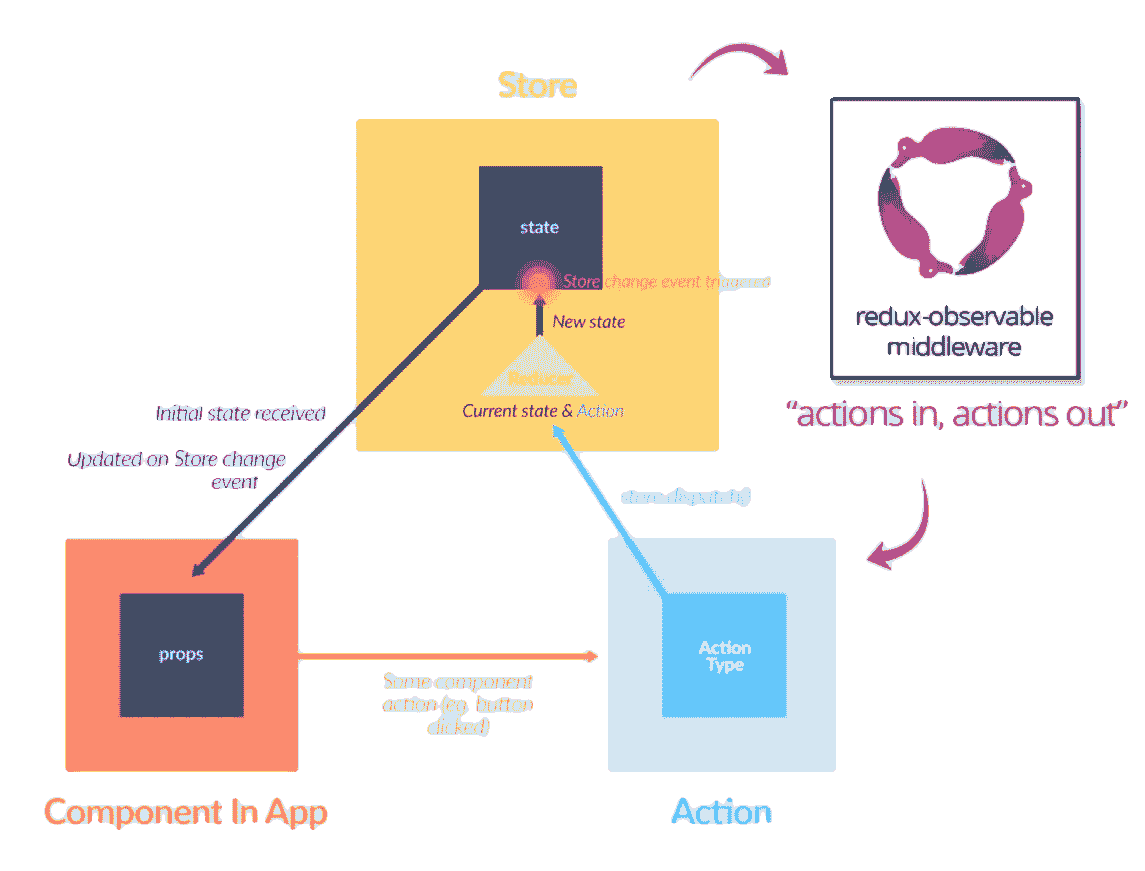 Store
state
Store change event triggered
New state
Reducer
Current state & Action
redux-observable
middleware
“actions in, actions out”
Initial state received
Updated on Store change
event
store.dispatch()
props
Action
Type
Some component
action (eg. button
clicked)
Component In App
Action